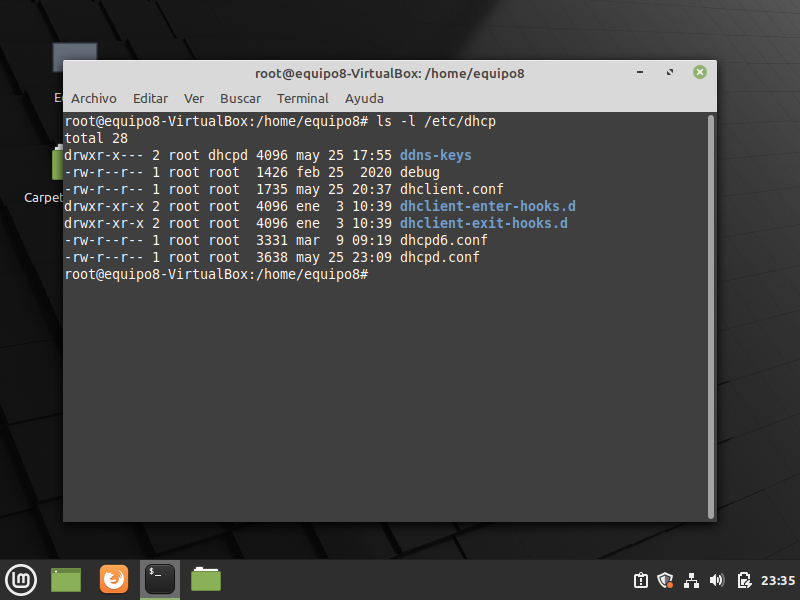 root@equipo8-VirtualBox: /home/equipo8
Archivo Editar Ver Buscar Terminal Ayuda
root@equipo8-VirtualBox:/home/equipo8# ls -l /etc/dhcp
total 28
drwxr-x--- 2 root dhcpd 4096 may 25 17:55 ddns-keys
-rw-r--r-- 1 root root  1426 feb 25  2020 debug
-rw-r--r-- 1 root root  1735 may 25 20:37 dhclient.conf
drwxr-xr-x 2 root root  4096 ene  3 10:39 dhclient-enter-hooks.d
drwxr-xr-x 2 root root  4096 ene  3 10:39 dhclient-exit-hooks.d
-rw-r--r-- 1 root root  3331 mar  9 09:19 dhcpd6.conf
-rw-r--r-- 1 root root  3638 may 25 23:09 dhcpd.conf
root@equipo8-VirtualBox:/home/equipo8#
Carpet
$_
lm
23:35